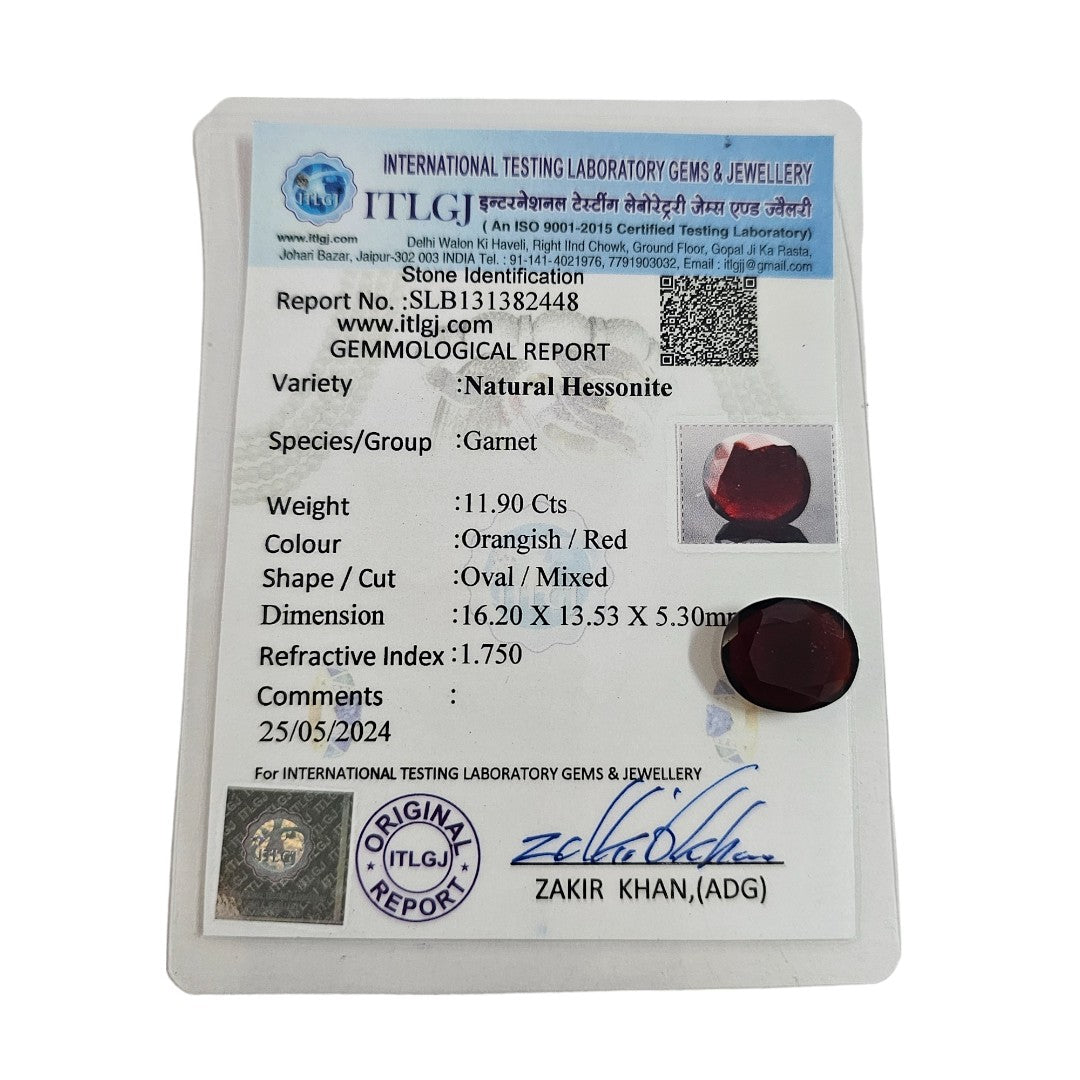 INTERNATIONAL TESTING LABORATORY GEMS & JEWELLERY
ITLGJ
ITLGJ इन्टरनेशनल टेस्टींग लेबोरेट्री जेम्स एण्ड ज्वैलरी
( An ISO 9001-2015 Certified Testing Laboratory)
www.itlgj.com Delhi Walon Ki Haveli, Right IInd Chowk, Ground Floor, Gopal Ji Ka Rasta,
Johari Bazar, Jaipur-302 003 INDIA Tel. : 91-141-4021976, 7791903032, Email : itlgjj@gmail.com
Stone Identification
Report No. :SLB131382448
www.itlgj.com
GEMMOLOGICAL REPORT
Variety :Natural Hessonite
Species/Group :Garnet
Weight :11.90 Cts
Colour :Orangish / Red
Shape / Cut :Oval / Mixed
Dimension :16.20 X 13.53 X 5.30mm
Refractive Index :1.750
Comments :
25/05/2024
For INTERNATIONAL TESTING LABORATORY GEMS & JEWELLERY
ITLGJ
ORIGINAL
ITLGJ
REPORT
ZAKIR KHAN,(ADG)